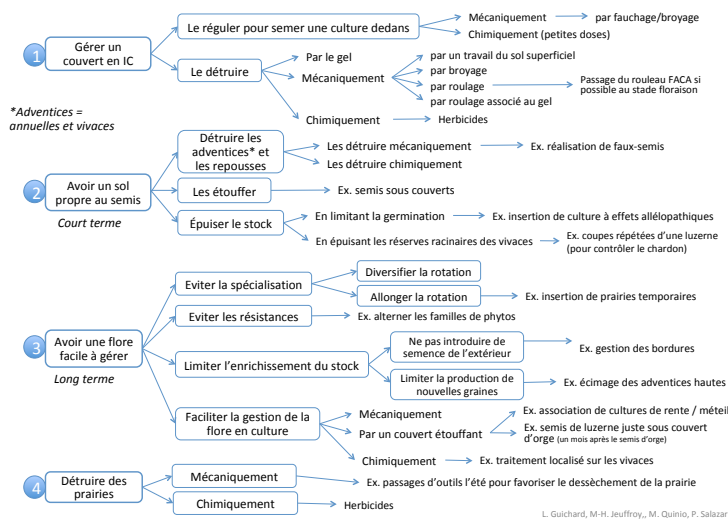 1
Gérer un
couvert en IC
Le réguler pour semer une culture dedans
Mécaniquement
par fauchage/broyage
Chimiquement (petites doses)
Le détruire
Par le gel
Mécaniquement
par un travail du sol superficiel
par broyage
par roulage
Passage du rouleau FACA si
possible au stade floraison
par roulage associé au gel
Chimiquement
Herbicides
*Adventices =
annuelles et vivaces
2
Avoir un sol
propre au semis
Court terme
Détruire les
adventices* et
les repousses
Les détruire mécaniquement
Ex. réalisation de faux-semis
Les détruire chimiquement
Les étouffer
Ex. semis sous couverts
Épuiser le stock
En limitant la germination
Ex. insertion de culture à effets allélopathiques
En épuisant les réserves racinaires des vivaces
Ex. coupes répétées d'une luzerne
(pour contrôler le chardon)
3
Avoir une flore
facile à gérer
Long terme
Eviter la spécialisation
Diversifier la rotation
Allonger la rotation
Ex. insertion de prairies temporaires
Eviter les résistances
Ex. alterner les familles de phytos
Limiter l'enrichissement du stock
Ne pas introduire de
semence de l'extérieur
Ex. gestion des bordures
Limiter la production de
nouvelles graines
Ex. écimage des adventices hautes
Faciliter la gestion de la
flore en culture
Mécaniquement
Par un couvert étouffant
Ex. association de cultures de rente / méteil
Ex. semis de luzerne juste sous couvert
d'orge (un mois après le semis d'orge)
Chimiquement
Ex. traitement localisé sur les vivaces
4
Détruire des
prairies
Mécaniquement
Ex. passages d'outils l'été pour favoriser le dessèchement de la prairie
Chimiquement
Herbicides
L. Guichard, M-H. Jeuffroy,, M. Quinio, P. Salazar